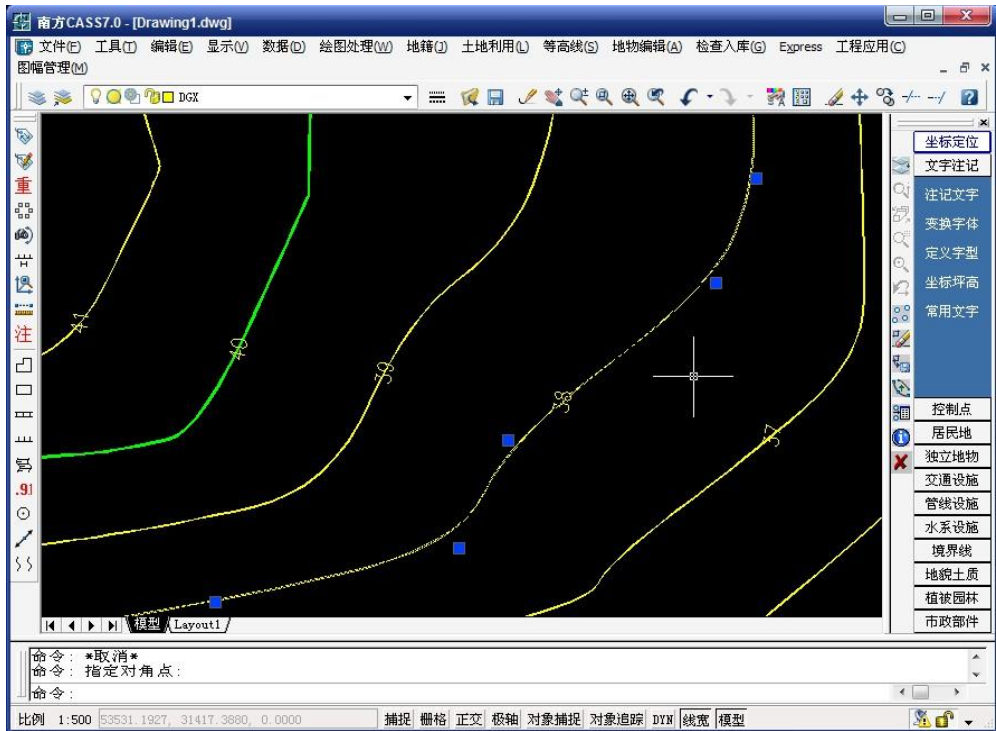 南方CASS7.0 - [Drawing1.dwg]
文件(F) 工具(T) 编辑(E) 显示(V) 数据(D) 绘图处理(W) 地籍(J) 土地利用(L) 等高线(S) 地物编辑(A) 检查入库(G) Express 工程应用(C)
图幅管理(M)
DGX
坐标定位
文字注记
重
注记文字
变换字体
定义字型
坐标坪高
常用文字
注
41
40
39
38
37
控制点
居民地
独立地物
交通设施
.91
管线设施
水系设施
境界线
地貌土质
植被园林
市政部件
模型 Layout1
命令: *取消*
命令: 指定对角点:
命令:
比例 1:500 53531.1927, 31417.3880, 0.0000 捕捉 栅格 正交 极轴 对象捕捉 对象追踪 DYN 线宽 模型